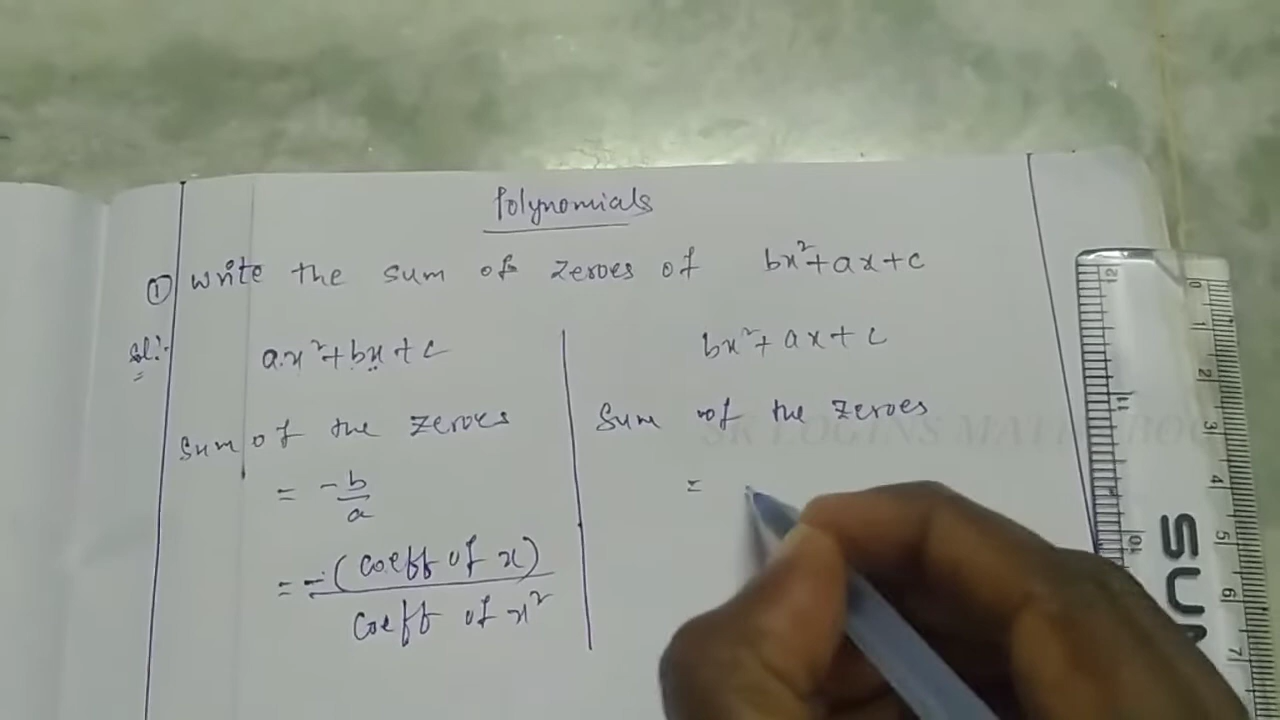 Polynomials
① Write the sum of zeroes of bx²+ax+c
Sol:-
ax²+bx+c
Sum of the zeroes
= -b/a
= -(coeff of x)/coeff of x²
bx²+ax+c
Sum of the zeroes
=